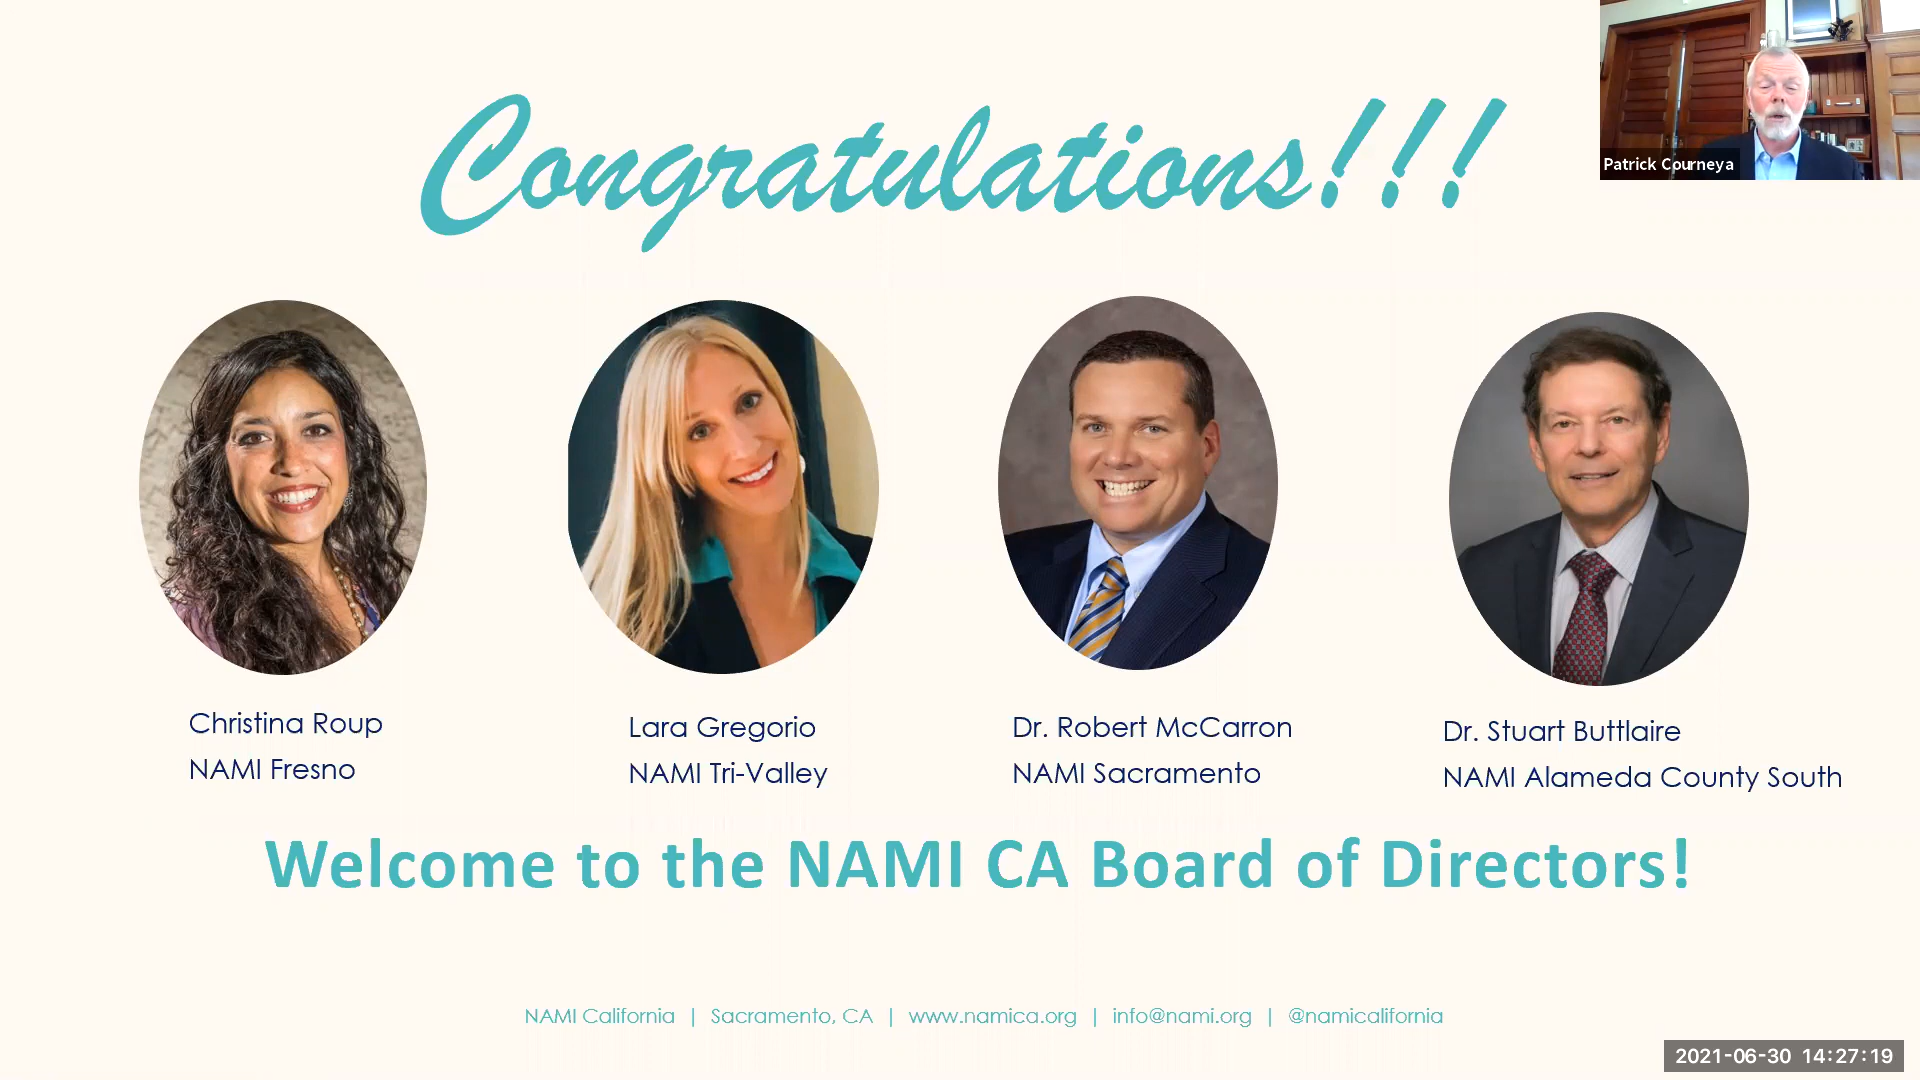 Congratulations!!!
Patrick Courneya
Christina Roup
NAMI Fresno
Lara Gregorio
NAMI Tri-Valley
Dr. Robert McCarron
NAMI Sacramento
Dr. Stuart Buttlaire
NAMI Alameda County South
Welcome to the NAMI CA Board of Directors!
NAMI California | Sacramento, CA | www.namica.org | info@nami.org | @namicalifornia
2021-06-30 14:27:19